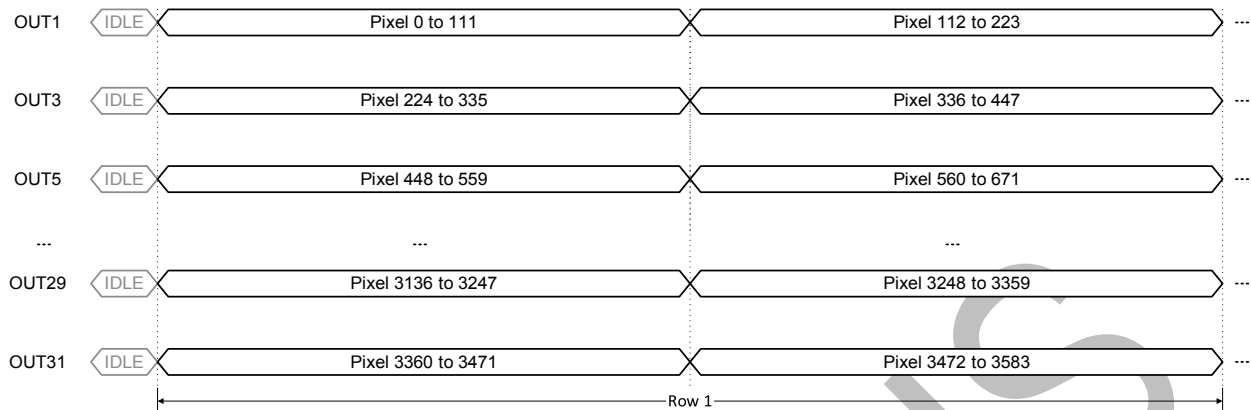 OUT1 IDLE Pixel 0 to 111 Pixel 112 to 223 ---
OUT3 IDLE Pixel 224 to 335 Pixel 336 to 447 ---
OUT5 IDLE Pixel 448 to 559 Pixel 560 to 671 ---
--- --- ---
OUT29 IDLE Pixel 3136 to 3247 Pixel 3248 to 3359 ---
OUT31 IDLE Pixel 3360 to 3471 Pixel 3472 to 3583 ---
Row 1